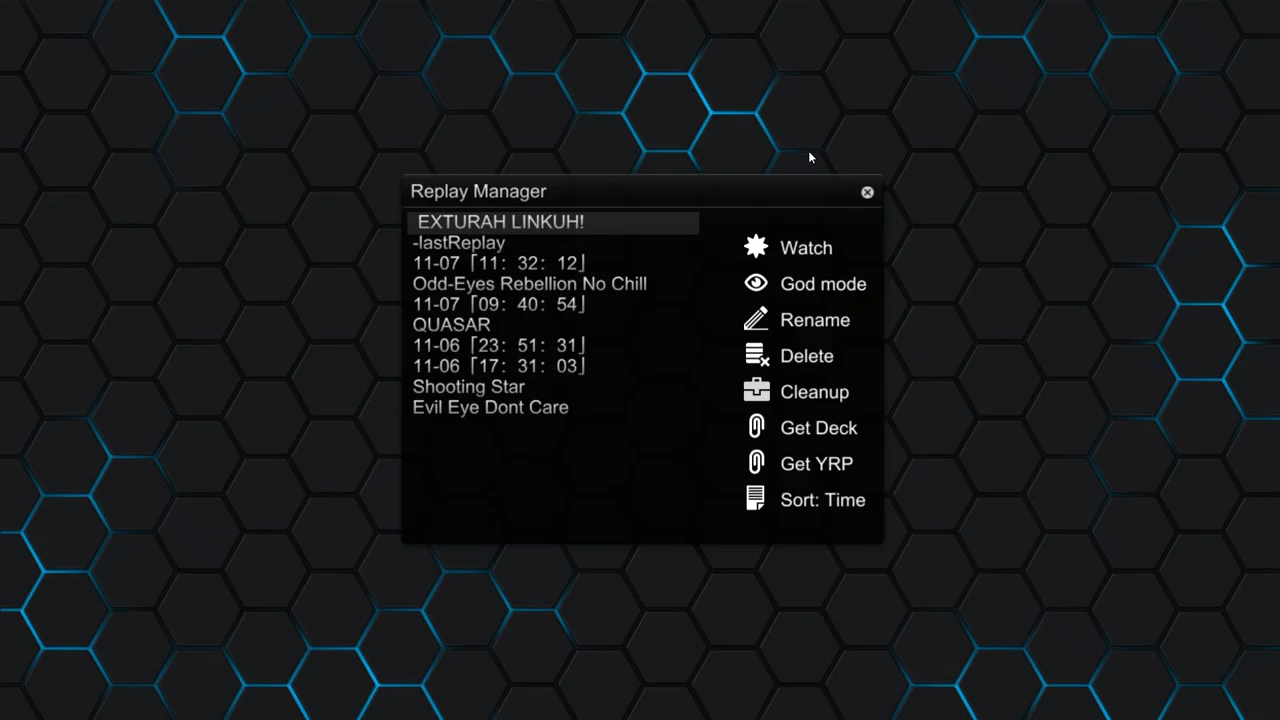 Replay Manager
EXTURAH LINKUH!
-lastReplay
11-07「11：32：12」
Odd-Eyes Rebellion No Chill
11-07「09：40：54」
QUASAR
11-06「23：51：31」
11-06「17：31：03」
Shooting Star
Evil Eye Dont Care
Watch
God mode
Rename
Delete
Cleanup
Get Deck
Get YRP
Sort: Time